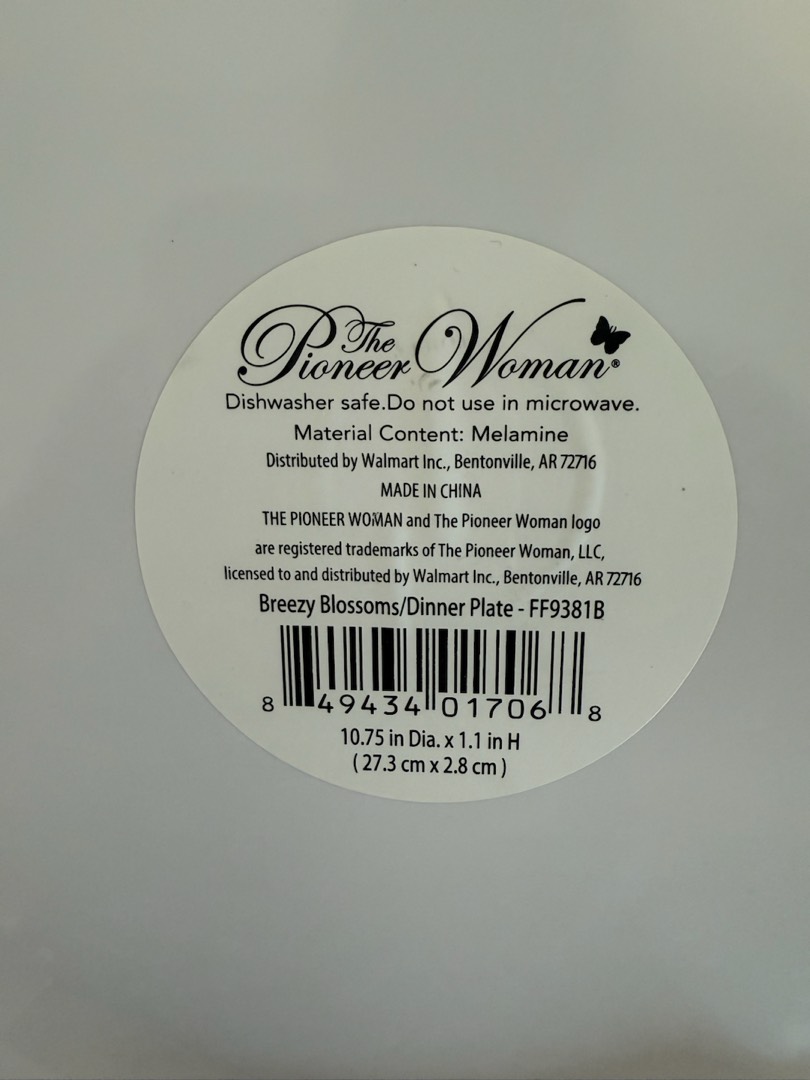 The
Pioneer Woman®
Dishwasher safe.Do not use in microwave.
Material Content: Melamine
Distributed by Walmart Inc., Bentonville, AR 72716
MADE IN CHINA
THE PIONEER WOMAN and The Pioneer Woman logo
are registered trademarks of The Pioneer Woman, LLC,
licensed to and distributed by Walmart Inc., Bentonville, AR 72716
Breezy Blossoms/Dinner Plate - FF9381B
8 49434 01706 8
10.75 in Dia. x 1.1 in H
( 27.3 cm x 2.8 cm )